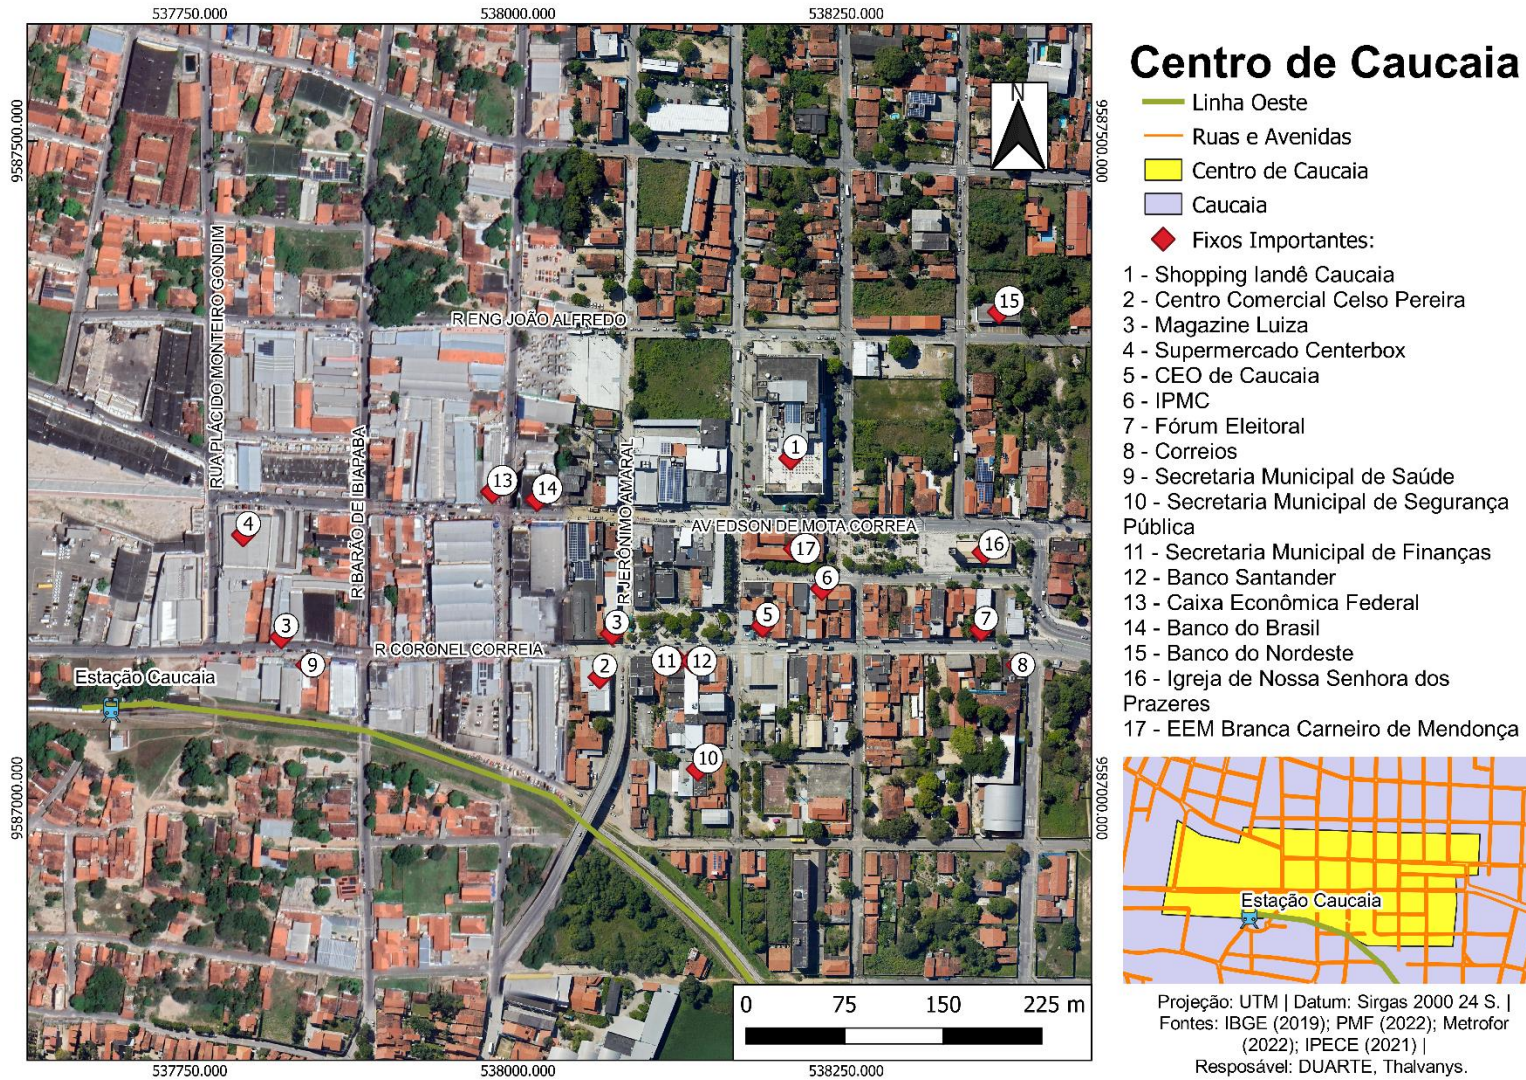 537750.000
538000.000
538250.000
9587500.000
9587500.000
9587000.000
9587000.000
N
RUA PLÁCIDO MONTEIRO GONDIM
R ENG JOÃO ALFREDO
R BARÃO DE IBIAPABA
R JERÔNIMO AMARAL
AV EDSON DE MOTA CORREA
R CORONEL CORREIA
Estação Caucaia
15
1
13
14
4
17
16
6
3
3
5
7
9
2
11
12
8
10
0
75
150
225 m
537750.000
538000.000
538250.000
Centro de Caucaia
Linha Oeste
Ruas e Avenidas
Centro de Caucaia
Caucaia
Fixos Importantes:
1 - Shopping Iandê Caucaia
2 - Centro Comercial Celso Pereira
3 - Magazine Luiza
4 - Supermercado Centerbox
5 - CEO de Caucaia
6 - IPMC
7 - Fórum Eleitoral
8 - Correios
9 - Secretaria Municipal de Saúde
10 - Secretaria Municipal de Segurança
Pública
11 - Secretaria Municipal de Finanças
12 - Banco Santander
13 - Caixa Econômica Federal
14 - Banco do Brasil
15 - Banco do Nordeste
16 - Igreja de Nossa Senhora dos
Prazeres
17 - EEM Branca Carneiro de Mendonça
Estação Caucaia
Projeção: UTM | Datum: Sirgas 2000 24 S. |
Fontes: IBGE (2019); PMF (2022); Metrofor
(2022); IPECE (2021) |
Resposável: DUARTE, Thalvanys.